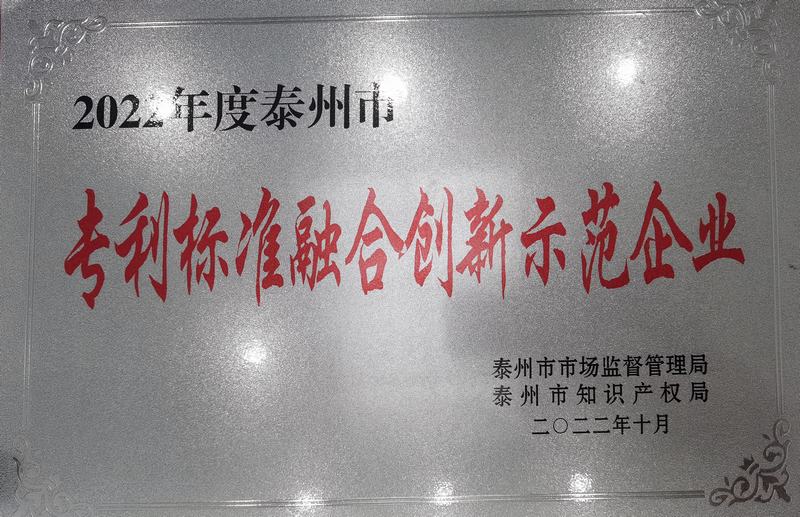 2022年度泰州市
专利标准融合创新示范企业
泰州市市场监督管理局
泰州市知识产权局
二〇二二年十月